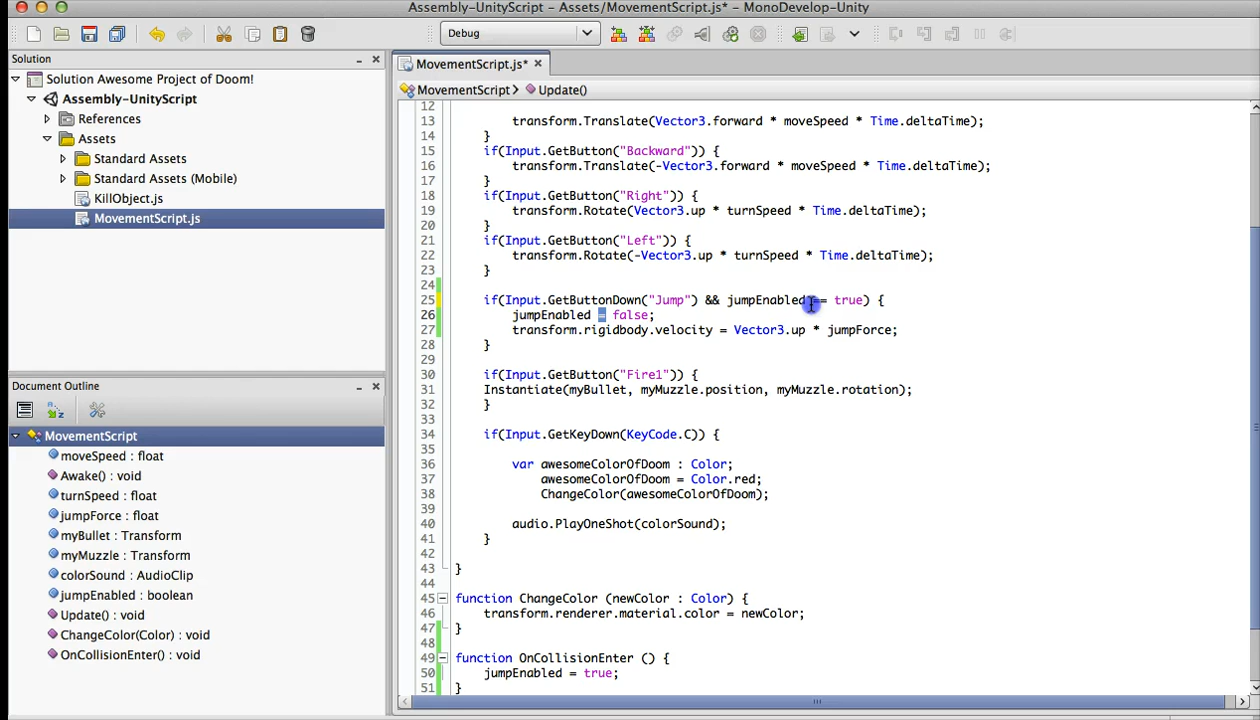 Assembly-UnityScript - Assets/MovementScript.js* - MonoDevelop-Unity
Debug
Solution
Solution Awesome Project of Doom!
Assembly-UnityScript
References
Assets
Standard Assets
Standard Assets (Mobile)
KillObject.js
MovementScript.js
Document Outline
MovementScript
moveSpeed : float
Awake() : void
turnSpeed : float
jumpForce : float
myBullet : Transform
myMuzzle : Transform
colorSound : AudioClip
jumpEnabled : boolean
Update() : void
ChangeColor(Color) : void
OnCollisionEnter() : void
MovementScript.js*
MovementScript
Update()
12
13 transform.Translate(Vector3.forward * moveSpeed * Time.deltaTime);
14 }
15 if(Input.GetButton("Backward")) {
16 transform.Translate(-Vector3.forward * moveSpeed * Time.deltaTime);
17 }
18 if(Input.GetButton("Right")) {
19 transform.Rotate(Vector3.up * turnSpeed * Time.deltaTime);
20 }
21 if(Input.GetButton("Left")) {
22 transform.Rotate(-Vector3.up * turnSpeed * Time.deltaTime);
23 }
24
25 if(Input.GetButtonDown("Jump") && jumpEnabled == true) {
26 jumpEnabled = false;
27 transform.rigidbody.velocity = Vector3.up * jumpForce;
28 }
29
30 if(Input.GetButton("Fire1")) {
31 Instantiate(myBullet, myMuzzle.position, myMuzzle.rotation);
32 }
33
34 if(Input.GetKeyDown(KeyCode.C)) {
35
36 var awesomeColorOfDoom : Color;
37 awesomeColorOfDoom = Color.red;
38 ChangeColor(awesomeColorOfDoom);
39
40 audio.PlayOneShot(colorSound);
41 }
42
43 }
44
45 function ChangeColor (newColor : Color) {
46 transform.renderer.material.color = newColor;
47 }
48
49 function OnCollisionEnter () {
50 jumpEnabled = true;
51 }